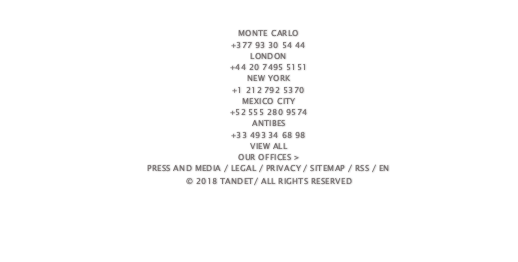 MONTE CARLO
+377 93 30 54 44
LONDON
+44 20 7495 5151
NEW YORK
+1 212 792 5370
MEXICO CITY
+52 555 280 9574
ANTIBES
+33 493 34 68 98
VIEW ALL
OUR OFFICES >
PRESS AND MEDIA / LEGAL / PRIVACY / SITEMAP / RSS / EN
© 2018 TANDET/ ALL RIGHTS RESERVED